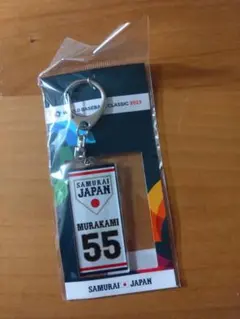 CLASSIC 2023
SAMURAI
JAPAN
MURAKAMI
55
SAMURAI • JAPAN